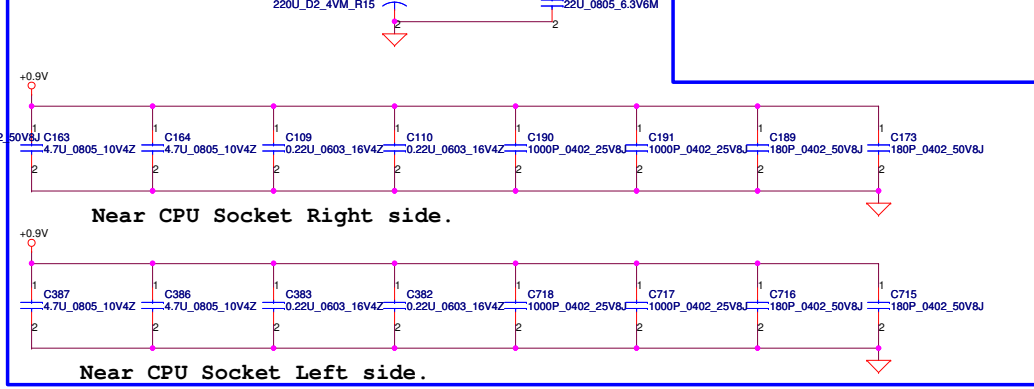 220U_D2_4VM_R15
22U_0805_6.3V6M
2
2
+0.9V
1 1 1 1 1 1 1 1
2_50V8J C163 C164 C109 C110 C190 C191 C189 C173
4.7U_0805_10V4Z 4.7U_0805_10V4Z 0.22U_0603_16V4Z 0.22U_0603_16V4Z 1000P_0402_25V8J 1000P_0402_25V8J 180P_0402_50V8J 180P_0402_50V8J
2 2 2 2 2 2 2 2
Near CPU Socket Right side.
+0.9V
1 1 1 1 1 1 1 1
C387 C386 C383 C382 C718 C717 C716 C715
4.7U_0805_10V4Z 4.7U_0805_10V4Z 0.22U_0603_16V4Z 0.22U_0603_16V4Z 1000P_0402_25V8J 1000P_0402_25V8J 180P_0402_50V8J 180P_0402_50V8J
2 2 2 2 2 2 2 2
Near CPU Socket Left side.